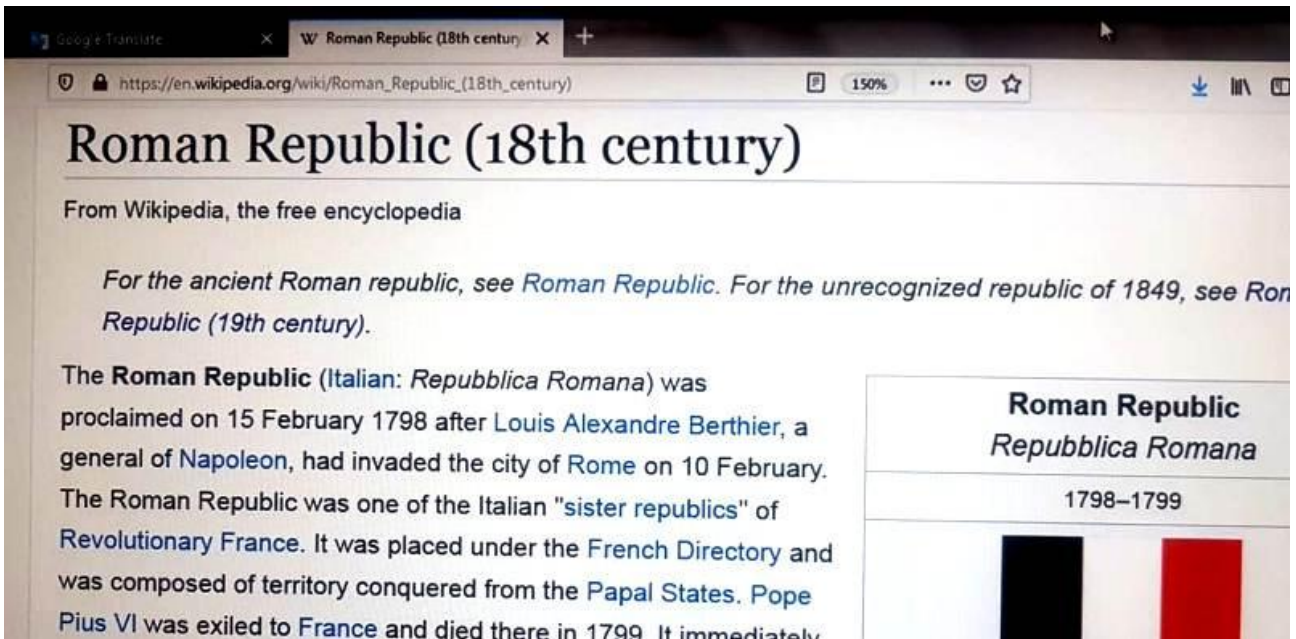 Google Translate
W Roman Republic (18th century
https://en.wikipedia.org/wiki/Roman_Republic_(18th_century)
150%
Roman Republic (18th century)
From Wikipedia, the free encyclopedia
For the ancient Roman republic, see Roman Republic. For the unrecognized republic of 1849, see Ron
Republic (19th century).
The Roman Republic (Italian: Repubblica Romana) was
proclaimed on 15 February 1798 after Louis Alexandre Berthier, a
general of Napoleon, had invaded the city of Rome on 10 February.
The Roman Republic was one of the Italian "sister republics" of
Revolutionary France. It was placed under the French Directory and
was composed of territory conquered from the Papal States. Pope
Pius VI was exiled to France and died there in 1799. It immediately
Roman Republic
Repubblica Romana
1798–1799